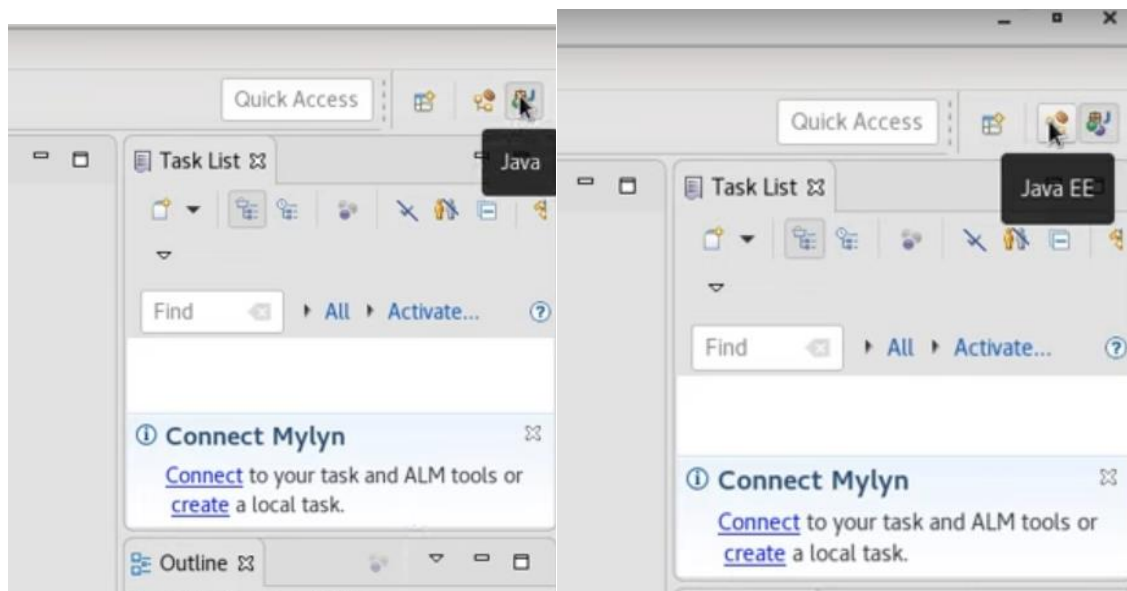 Quick Access
Task List
Java
Find
All
Activate...
Connect Mylyn
Connect to your task and ALM tools or
create a local task.
Outline
Quick Access
Task List
Java EE
Find
All
Activate...
Connect Mylyn
Connect to your task and ALM tools or
create a local task.